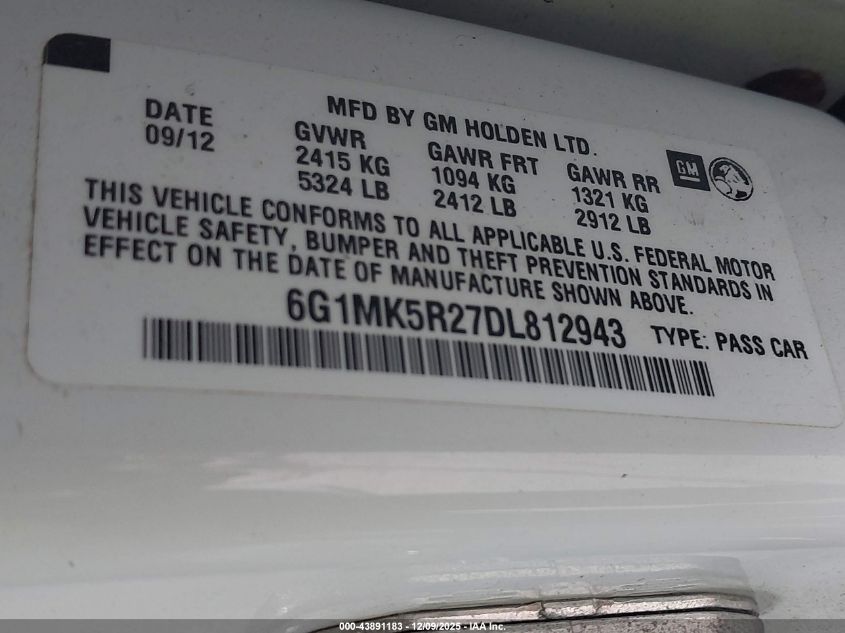 MFD BY GM HOLDEN LTD.
DATE
09/12
GVWR
2415 KG
5324 LB
GAWR FRT
1094 KG
2412 LB
GAWR RR
1321 KG
2912 LB
GM
THIS VEHICLE CONFORMS TO ALL APPLICABLE U.S. FEDERAL MOTOR
VEHICLE SAFETY, BUMPER AND THEFT PREVENTION STANDARDS IN
EFFECT ON THE DATE OF MANUFACTURE SHOWN ABOVE.
6G1MK5R27DL812943 TYPE: PASS CAR
000-43891183 - 12/09/2025 - IAA Inc.